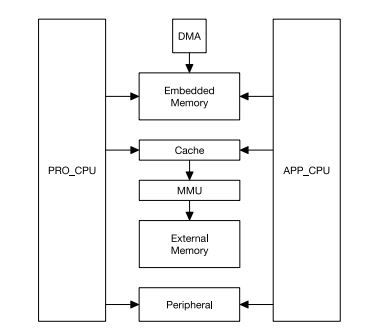 DMA
Embedded
Memory
Cache
PRO_CPU
APP_CPU
MMU
External
Memory
Peripheral